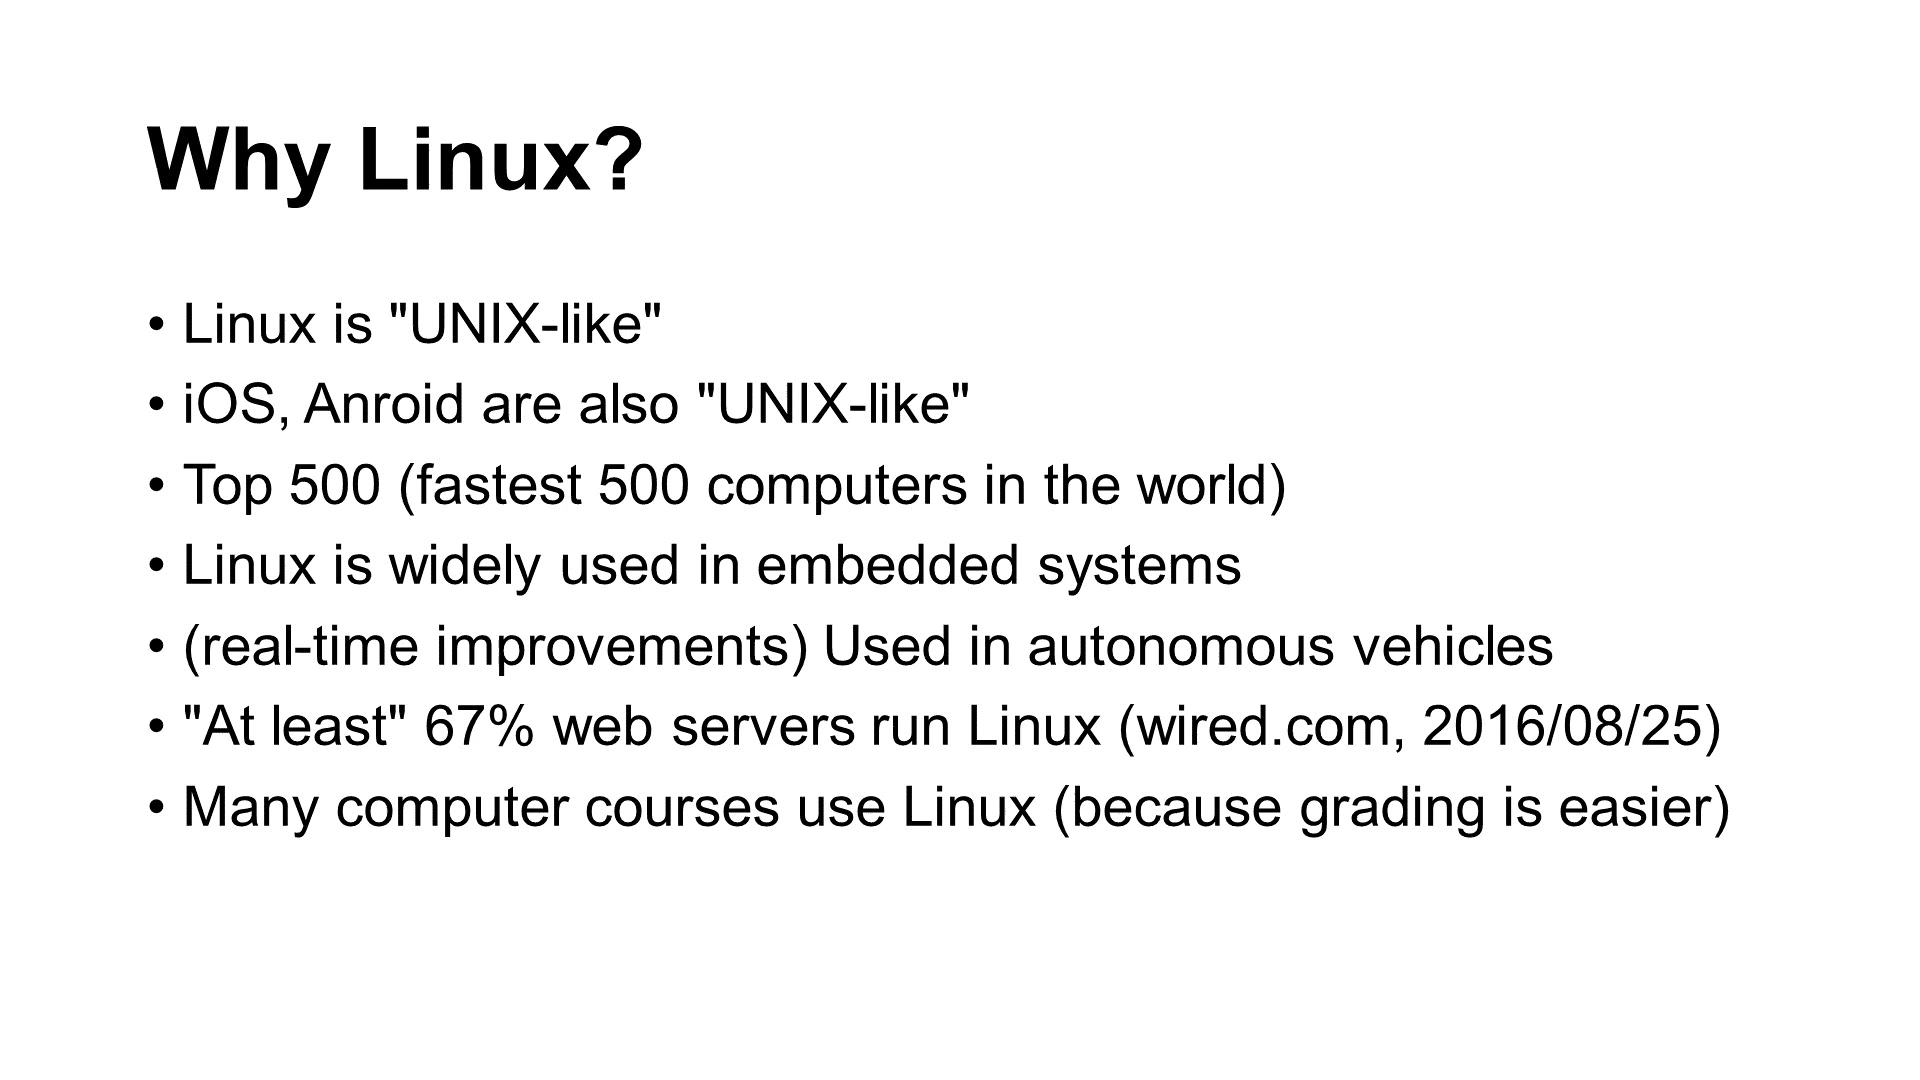 Why Linux?
• Linux is "UNIX-like"
• iOS, Anroid are also "UNIX-like"
• Top 500 (fastest 500 computers in the world)
• Linux is widely used in embedded systems
• (real-time improvements) Used in autonomous vehicles
• "At least" 67% web servers run Linux (wired.com, 2016/08/25)
• Many computer courses use Linux (because grading is easier)